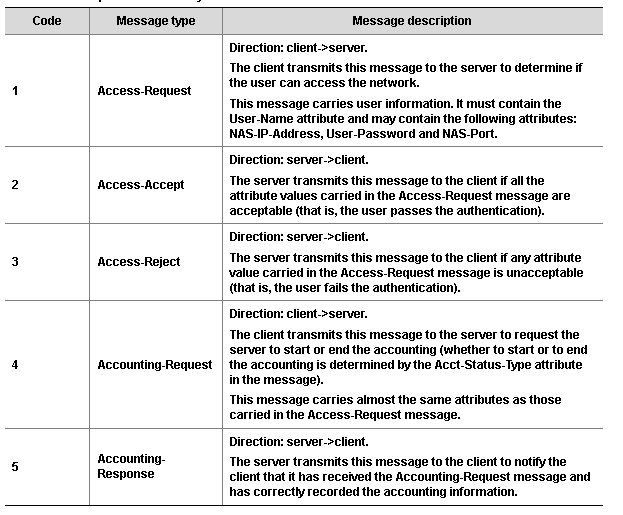 Code
Message type
Message description
1
Access-Request
Direction: client->server.
The client transmits this message to the server to determine if
the user can access the network.
This message carries user information. It must contain the
User-Name attribute and may contain the following attributes:
NAS-IP-Address, User-Password and NAS-Port.
2
Access-Accept
Direction: server->client.
The server transmits this message to the client if all the
attribute values carried in the Access-Request message are
acceptable (that is, the user passes the authentication).
3
Access-Reject
Direction: server->client.
The server transmits this message to the client if any attribute
value carried in the Access-Request message is unacceptable
(that is, the user fails the authentication).
4
Accounting-Request
Direction: client->server.
The client transmits this message to the server to request the
server to start or end the accounting (whether to start or to end
the accounting is determined by the Acct-Status-Type attribute
in the message).
This message carries almost the same attributes as those
carried in the Access-Request message.
5
Accounting-
Response
Direction: server->client.
The server transmits this message to the client to notify the
client that it has received the Accounting-Request message and
has correctly recorded the accounting information.